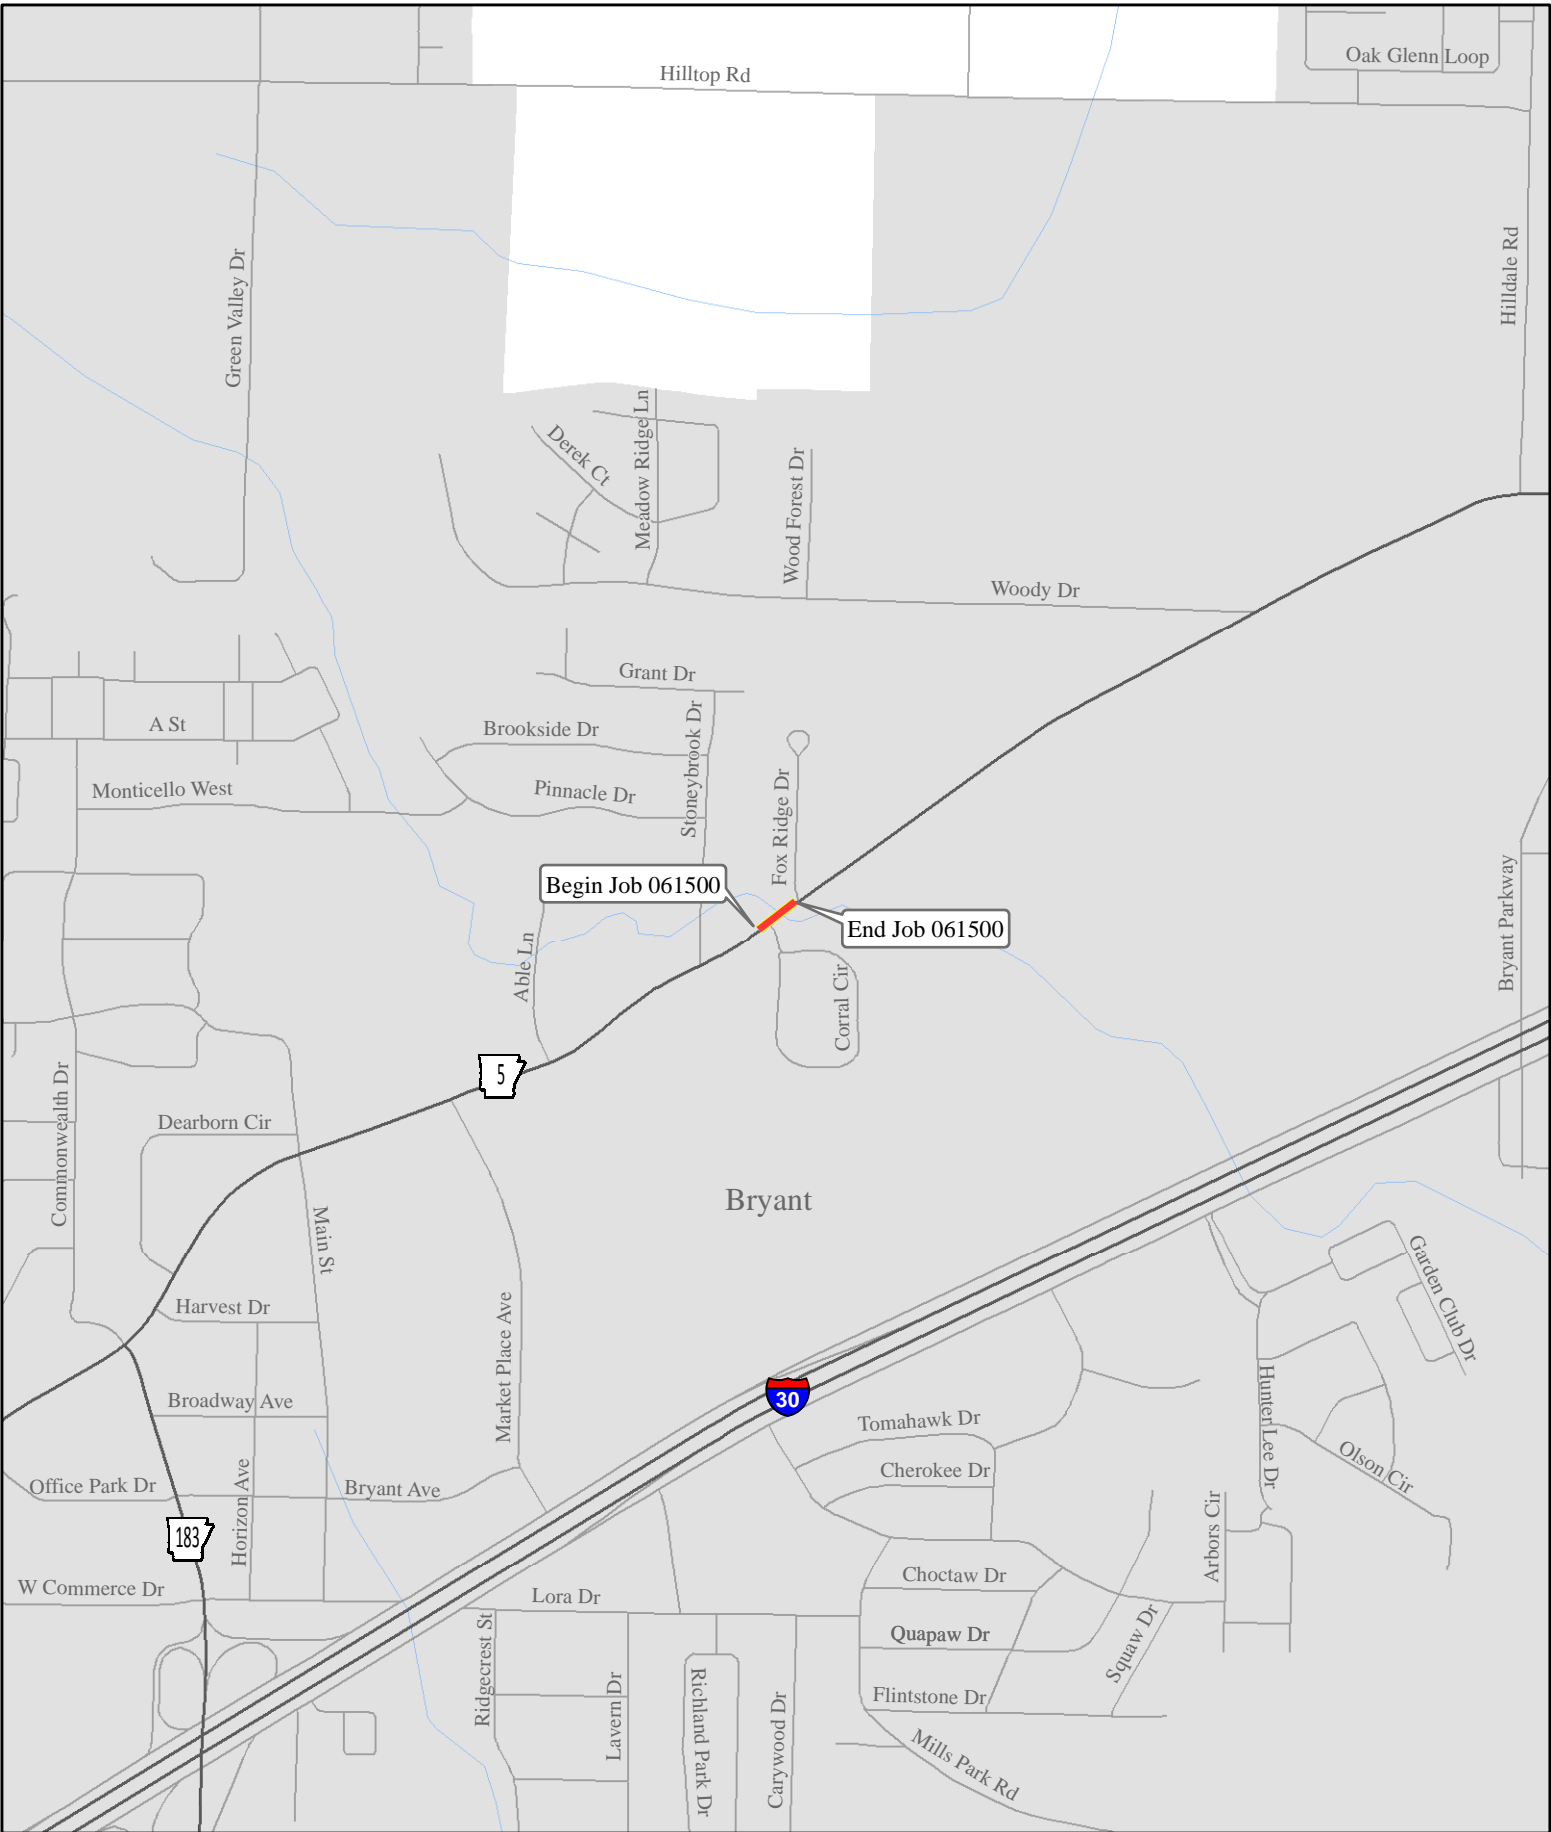 Oak Glenn Loop
Hilltop Rd
Green Valley Dr
Hilldale Rd
Meadow Ridge Ln
Derek Ct
Wood Forest Dr
Woody Dr
Grant Dr
A St
Brookside Dr
Stoneybrook Dr
Monticello West
Pinnacle Dr
Fox Ridge Dr
Begin Job 061500
End Job 061500
Bryant Parkway
Able Ln
Corral Cir
5
Commonwealth Dr
Dearborn Cir
Bryant
Main St
Garden Club Dr
Harvest Dr
Market Place Ave
30
Broadway Ave
Tomahawk Dr
Hunter Lee Dr
Cherokee Dr
Olson Cir
Office Park Dr
Horizon Ave
Bryant Ave
Arbors Cir
183
W Commerce Dr
Lora Dr
Choctaw Dr
Quapaw Dr
Squaw Dr
Ridgecrest St
Lavern Dr
Richland Park Dr
Carywood Dr
Flintstone Dr
Mills Park Rd